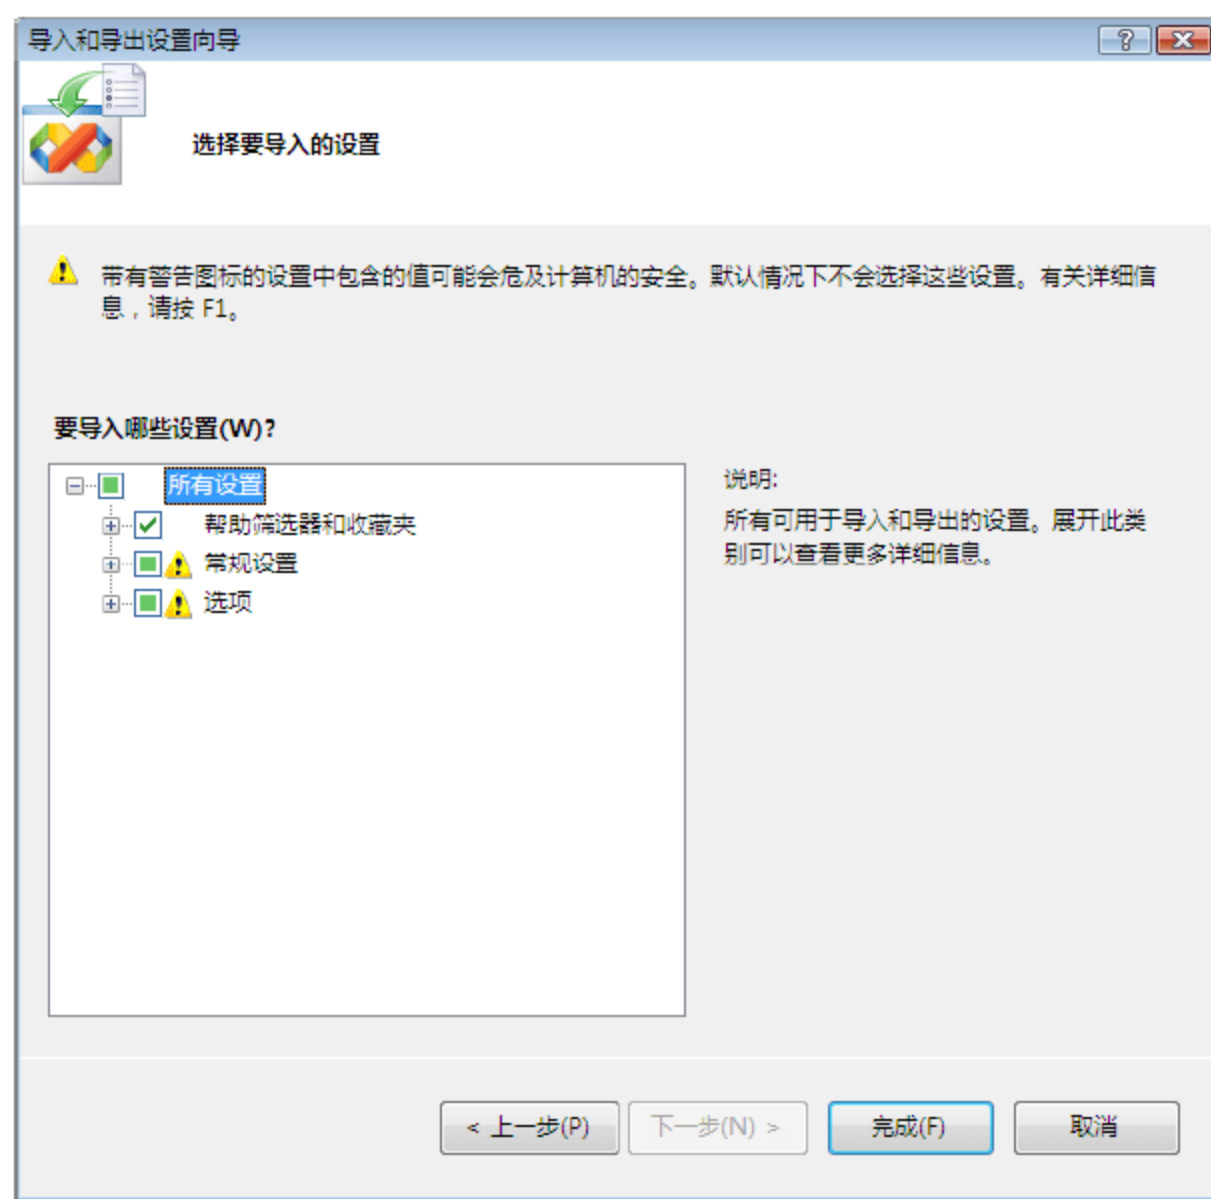 导入和导出设置向导
选择要导入的设置
带有警告图标的设置中包含的值可能会危及计算机的安全。默认情况下不会选择这些设置。有关详细信
息，请按 F1。
要导入哪些设置(W)?
所有设置
帮助筛选器和收藏夹
常规设置
选项
说明:
所有可用于导入和导出的设置。展开此类
别可以查看更多详细信息。
< 上一步(P)
下一步(N) >
完成(F)
取消